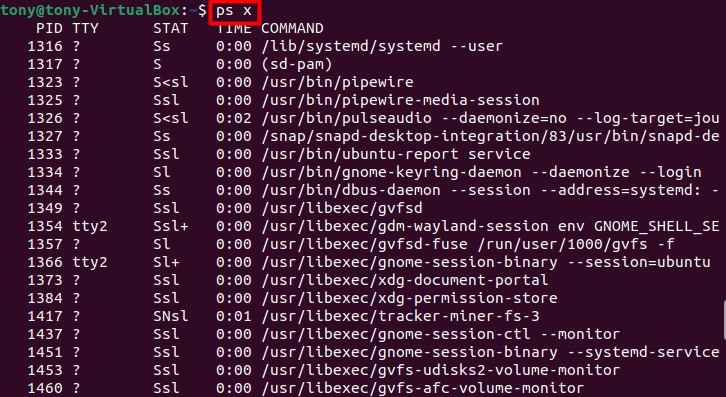 tony@tony-VirtualBox:~$ ps x
PID TTY STAT TIME COMMAND
1316 ? Ss 0:00 /lib/systemd/systemd --user
1317 ? S 0:00 (sd-pam)
1323 ? S<sl 0:00 /usr/bin/pipewire
1325 ? Ssl 0:00 /usr/bin/pipewire-media-session
1326 ? S<sl 0:02 /usr/bin/pulseaudio --daemonize=no --log-target=jou
1327 ? Ss 0:00 /snap/snapd-desktop-integration/83/usr/bin/snapd-de
1333 ? Ssl 0:00 /usr/bin/ubuntu-report service
1334 ? Sl 0:00 /usr/bin/gnome-keyring-daemon --daemonize --login
1344 ? Ss 0:00 /usr/bin/dbus-daemon --session --address=systemd: -
1349 ? Ssl 0:00 /usr/libexec/gvfsd
1354 tty2 Ssl+ 0:00 /usr/libexec/gdm-wayland-session env GNOME_SHELL_SE
1357 ? Sl 0:00 /usr/libexec/gvfsd-fuse /run/user/1000/gvfs -f
1366 tty2 Sl+ 0:00 /usr/libexec/gnome-session-binary --session=ubuntu
1373 ? Ssl 0:00 /usr/libexec/xdg-document-portal
1384 ? Ssl 0:00 /usr/libexec/xdg-permission-store
1417 ? SNsl 0:01 /usr/libexec/tracker-miner-fs-3
1437 ? Ssl 0:00 /usr/libexec/gnome-session-ctl --monitor
1451 ? Ssl 0:00 /usr/libexec/gnome-session-binary --systemd-service
1453 ? Ssl 0:00 /usr/libexec/gvfs-udisks2-volume-monitor
1460 ? Ssl 0:00 /usr/libexec/gvfs-afc-volume-monitor